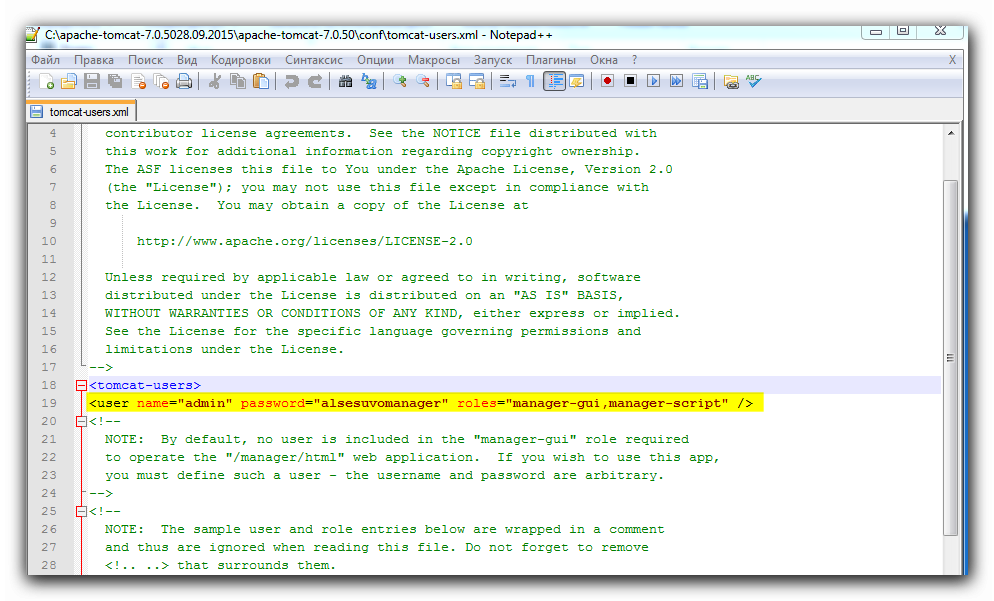 C:\apache-tomcat-7.0.5028.09.2015\apache-tomcat-7.0.50\conf\tomcat-users.xml - Notepad++
Файл Правка Поиск Вид Кодировки Синтаксис Опции Макросы Запуск Плагины Окна ? X
tomcat-users.xml
4 contributor license agreements.  See the NOTICE file distributed with
5 this work for additional information regarding copyright ownership.
6 The ASF licenses this file to You under the Apache License, Version 2.0
7 (the "License"); you may not use this file except in compliance with
8 the License.  You may obtain a copy of the License at
9
10 http://www.apache.org/licenses/LICENSE-2.0
11
12 Unless required by applicable law or agreed to in writing, software
13 distributed under the License is distributed on an "AS IS" BASIS,
14 WITHOUT WARRANTIES OR CONDITIONS OF ANY KIND, either express or implied.
15 See the License for the specific language governing permissions and
16 limitations under the License.
17 -->
18 <tomcat-users>
19 <user name="admin" password="alsesuvomanager" roles="manager-gui,manager-script" />
20 <!--
21 NOTE:  By default, no user is included in the "manager-gui" role required
22 to operate the "/manager/html" web application.  If you wish to use this app,
23 you must define such a user - the username and password are arbitrary.
24 -->
25 <!--
26 NOTE:  The sample user and role entries below are wrapped in a comment
27 and thus are ignored when reading this file. Do not forget to remove
28 <!.. ..> that surrounds them.